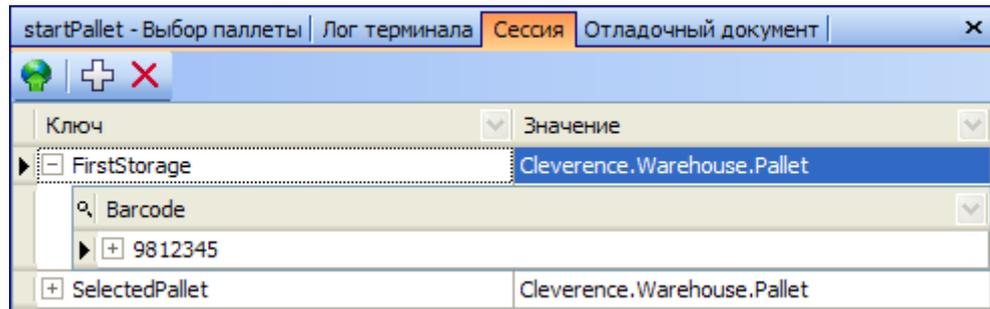 startPallet - Выбор паллеты Лог терминала Сессия Отладочный документ
Ключ Значение
FirstStorage Cleverence.Warehouse.Pallet
Barcode
9812345
SelectedPallet Cleverence.Warehouse.Pallet